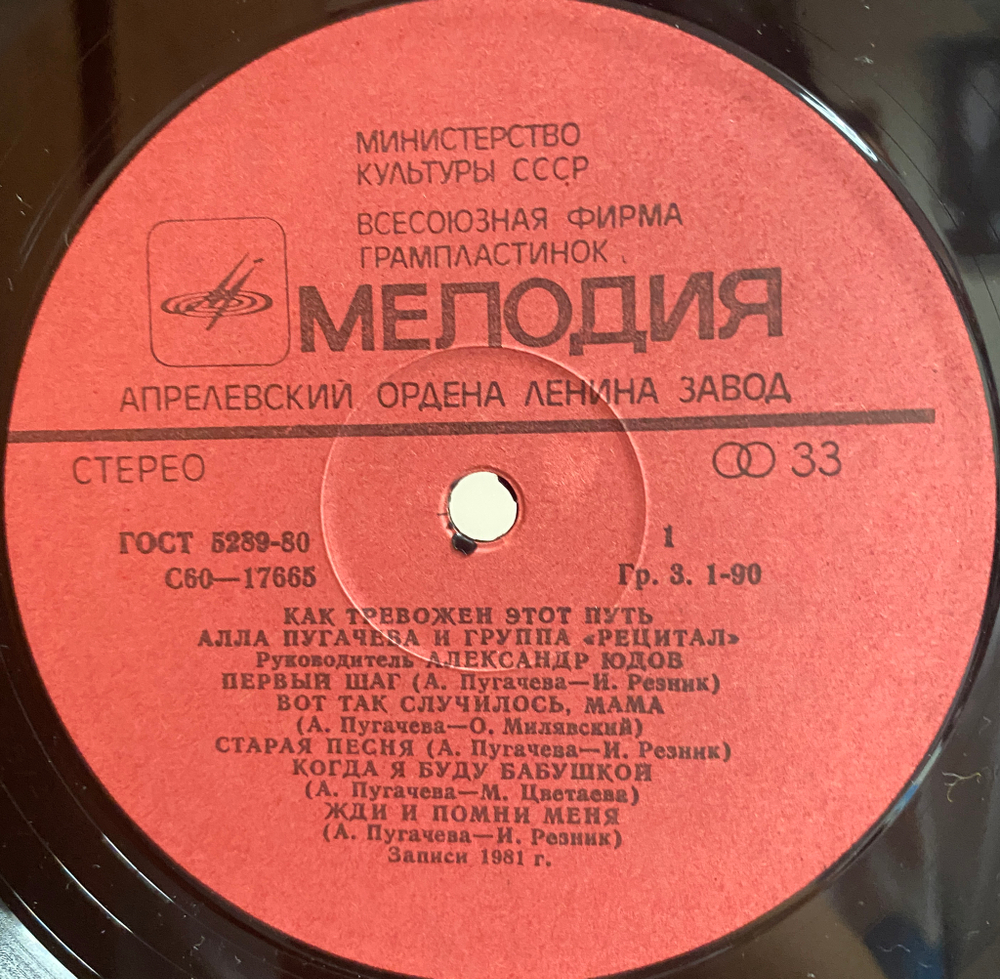 МИНИСТЕРСТВО
КУЛЬТУРЫ СССР
ВСЕСОЮЗНАЯ ФИРМА
ГРАМПЛАСТИНОК
МЕЛОДИЯ
АПРЕЛЕВСКИЙ ОРДЕНА ЛЕНИНА ЗАВОД
СТЕРЕО
33
ГОСТ 5289-80
1
С60—17665
Гр. 3. 1-90
КАК ТРЕВОЖЕН ЭТОТ ПУТЬ
АЛЛА ПУГАЧЕВА И ГРУППА «РЕЦИТАЛ»
Руководитель АЛЕКСАНДР ЮДОВ
ПЕРВЫЙ ШАГ (А. Пугачева—И. Резник)
ВОТ ТАК СЛУЧИЛОСЬ, МАМА
(А. Пугачева—О. Милявский)
СТАРАЯ ПЕСНЯ (А. Пугачева—И. Резник)
КОГДА Я БУДУ БАБУШКОЙ
(А. Пугачева—М. Цветаева)
ЖДИ И ПОМНИ МЕНЯ
(А. Пугачева—И. Резник)
Записи 1981 г.